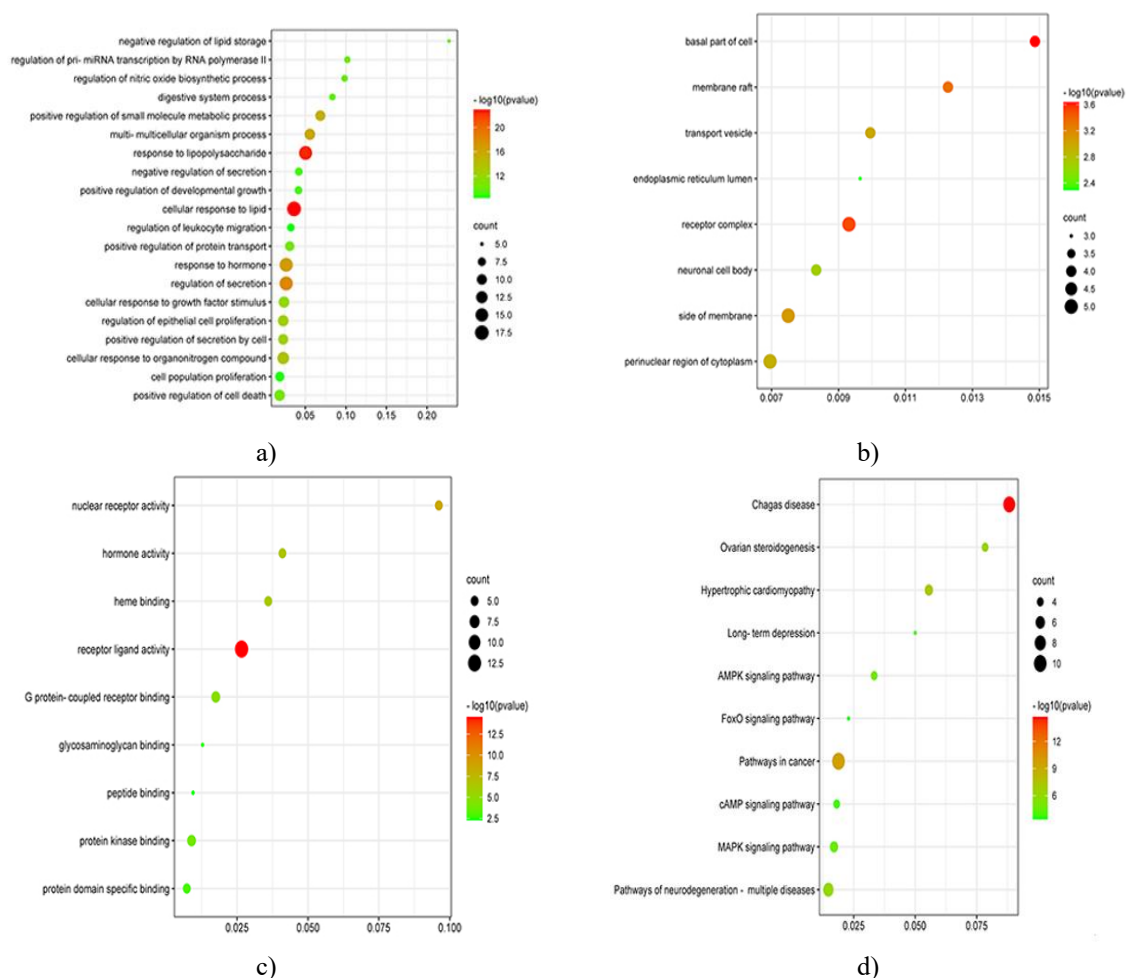 negative regulation of lipid storage
regulation of pri- miRNA transcription by RNA polymerase II
regulation of nitric oxide biosynthetic process
digestive system process
positive regulation of small molecule metabolic process
multi- multicellular organism process
response to lipopolysaccharide
negative regulation of secretion
positive regulation of developmental growth
cellular response to lipid
regulation of leukocyte migration
positive regulation of protein transport
response to hormone
regulation of secretion
cellular response to growth factor stimulus
regulation of epithelial cell proliferation
positive regulation of secretion by cell
cellular response to organonitrogen compound
cell population proliferation
positive regulation of cell death
0.05 0.10 0.15 0.20
- log10(pvalue)
20
16
12
count
5.0
7.5
10.0
12.5
15.0
17.5
a)
basal part of cell
membrane raft
transport vesicle
endoplasmic reticulum lumen
receptor complex
neuronal cell body
side of membrane
perinuclear region of cytoplasm
0.007 0.009 0.011 0.013 0.015
- log10(pvalue)
3.6
3.2
2.8
2.4
count
3.0
3.5
4.0
4.5
5.0
b)
nuclear receptor activity
hormone activity
heme binding
receptor ligand activity
G protein- coupled receptor binding
glycosaminoglycan binding
peptide binding
protein kinase binding
protein domain specific binding
0.025 0.050 0.075 0.100
count
5.0
7.5
10.0
12.5
- log10(pvalue)
12.5
10.0
7.5
5.0
2.5
c)
Chagas disease
Ovarian steroidogenesis
Hypertrophic cardiomyopathy
Long- term depression
AMPK signaling pathway
FoxO signaling pathway
Pathways in cancer
cAMP signaling pathway
MAPK signaling pathway
Pathways of neurodegeneration - multiple diseases
0.025 0.050 0.075
count
4
6
8
10
- log10(pvalue)
12
9
6
d)